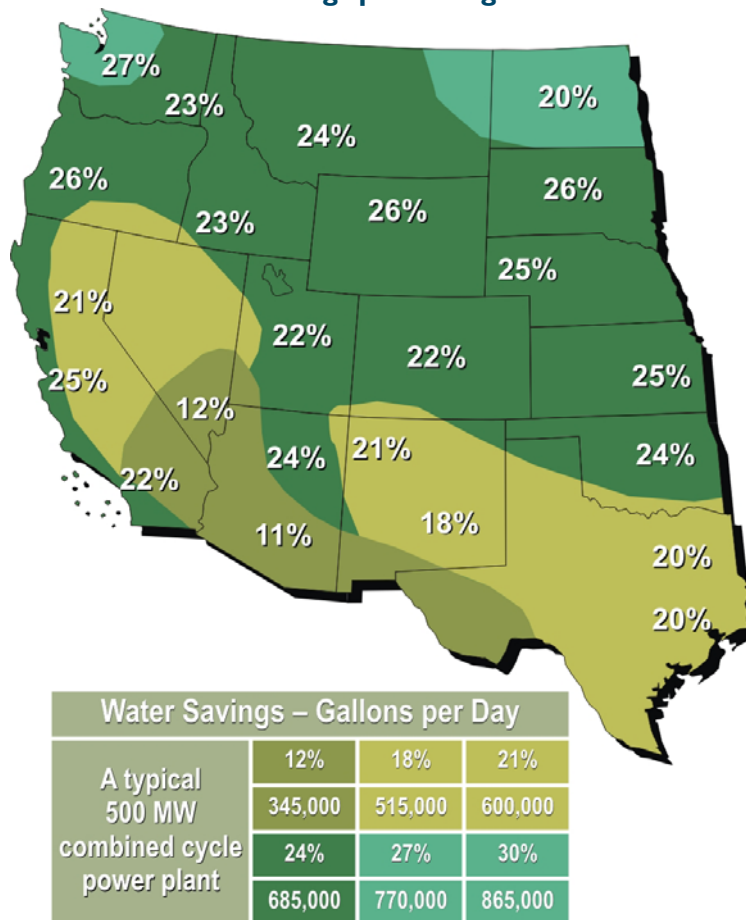 27%
23%
24%
20%
26%
23%
26%
26%
25%
21%
22%
22%
25%
25%
12%
24%
21%
24%
22%
11%
18%
20%
20%
Water Savings – Gallons per Day
A typical
500 MW
combined cycle
power plant
12% 18% 21%
345,000 515,000 600,000
24% 27% 30%
685,000 770,000 865,000